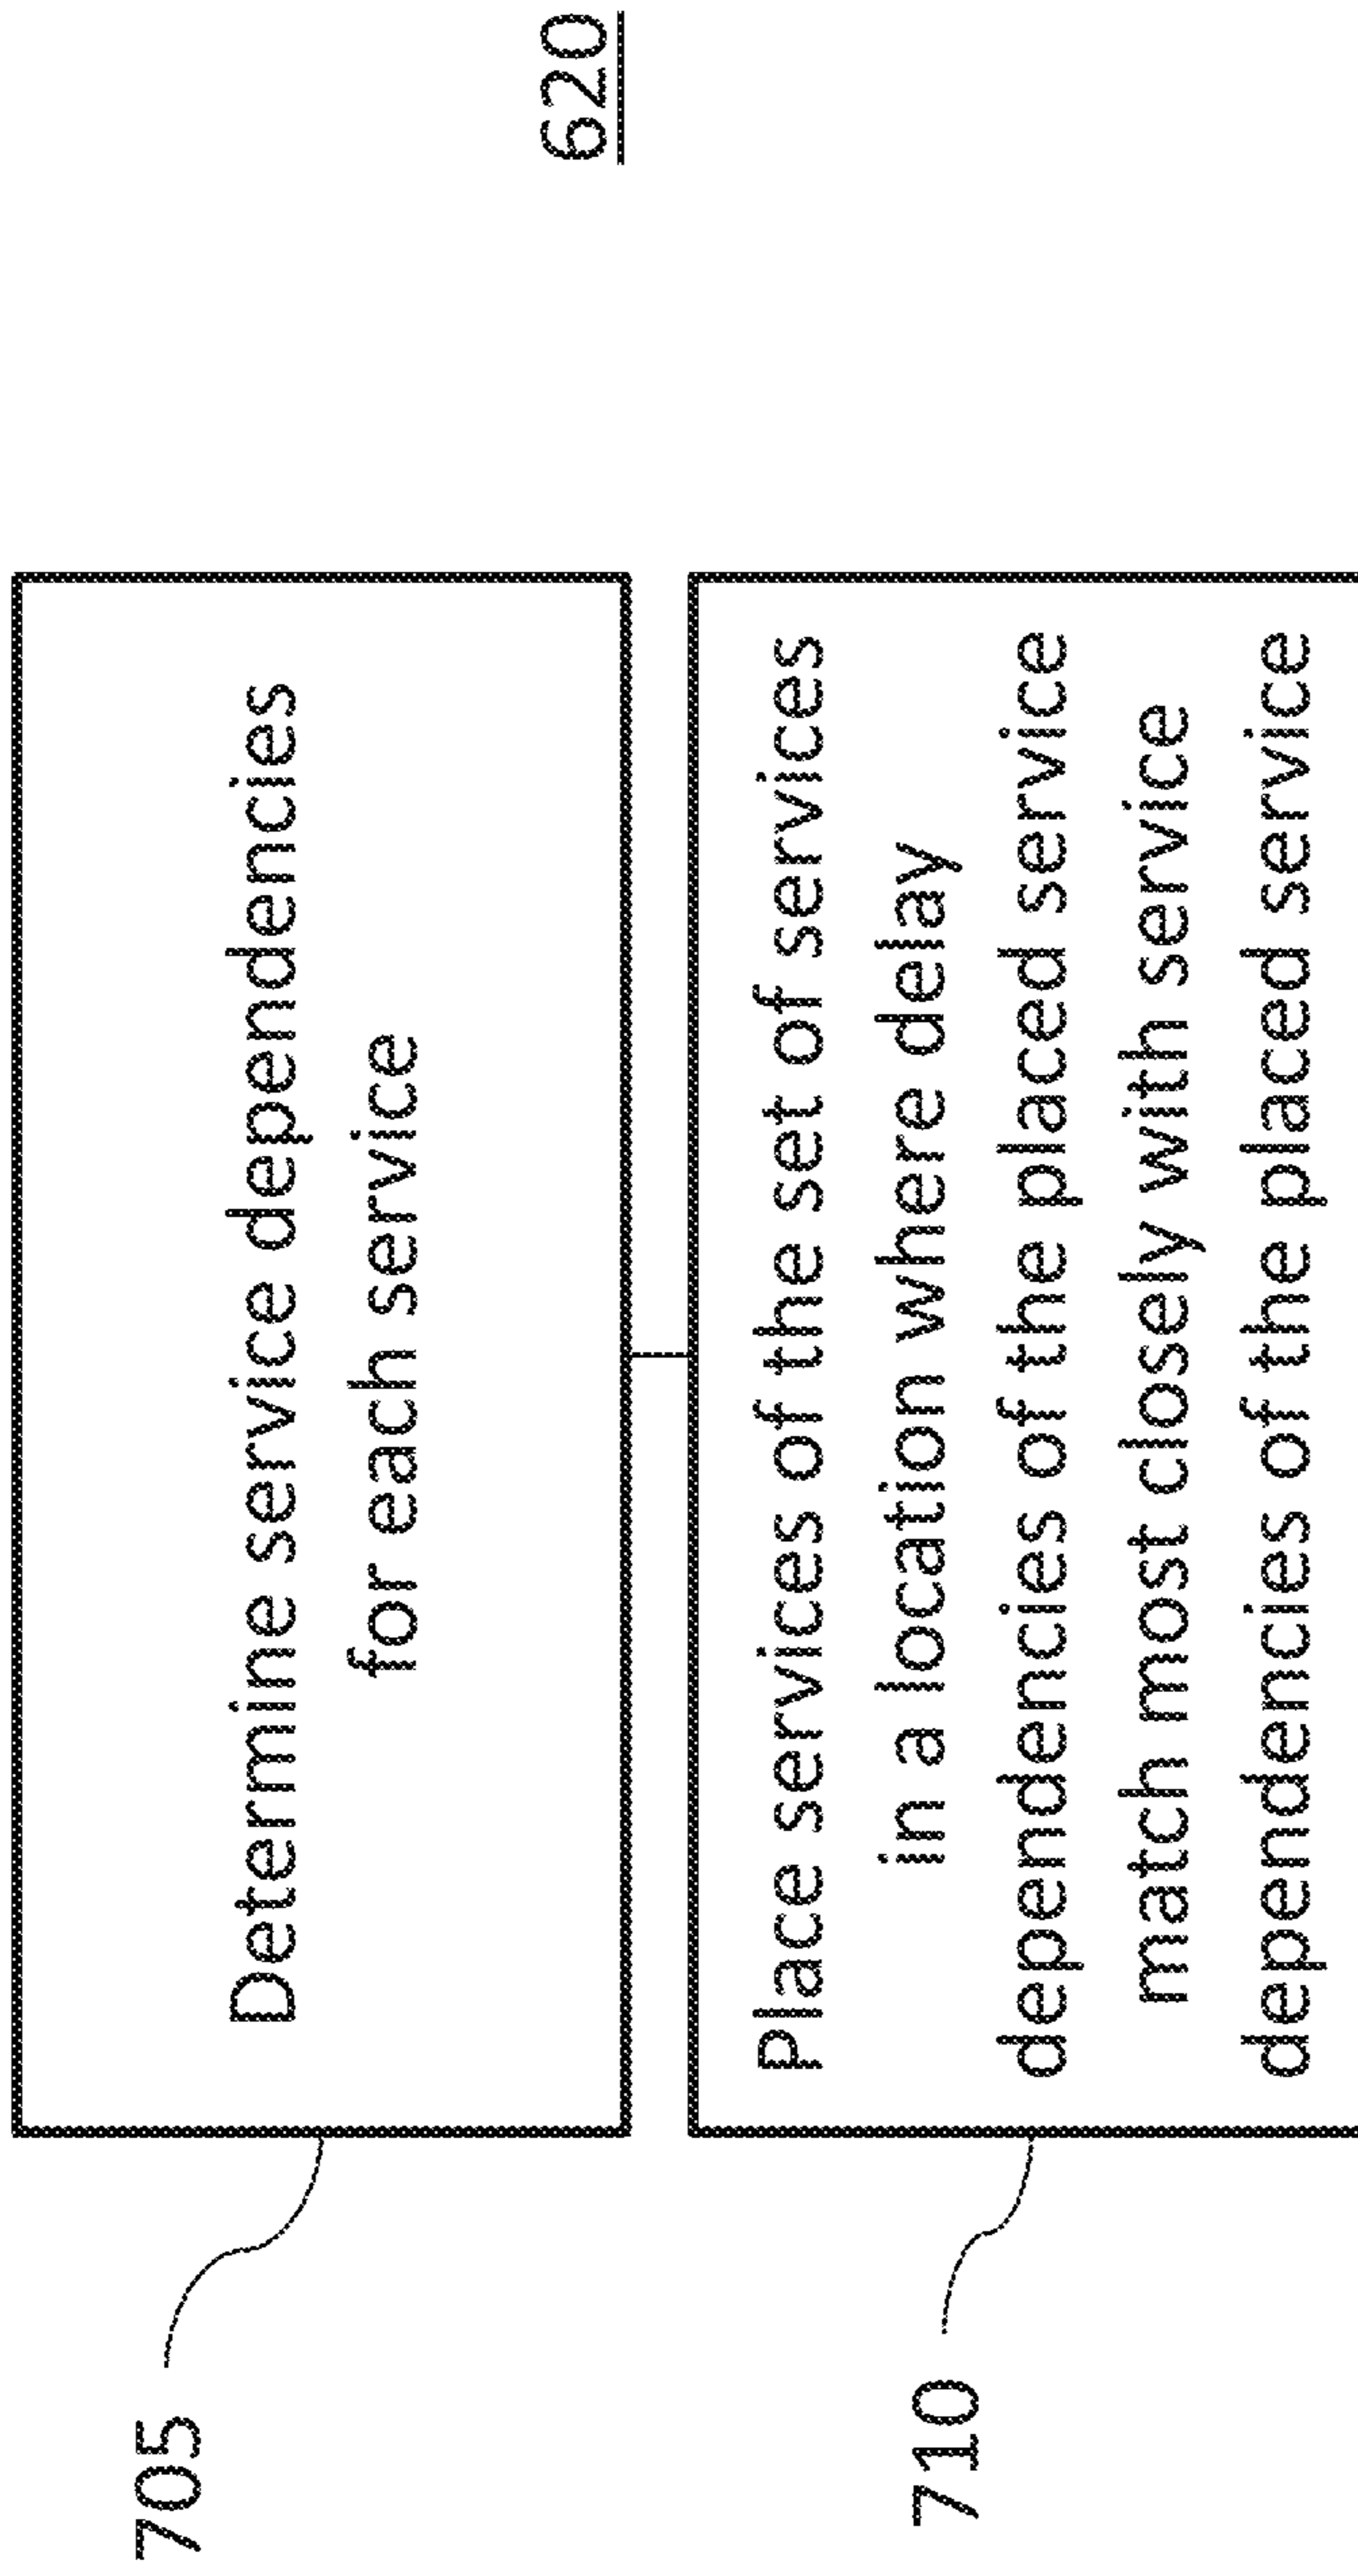 620
705
Determine service dependencies
for each service
710
Place services of the set of services
in a location where delay
dependencies of the placed service
match most closely with service
dependencies of the placed service